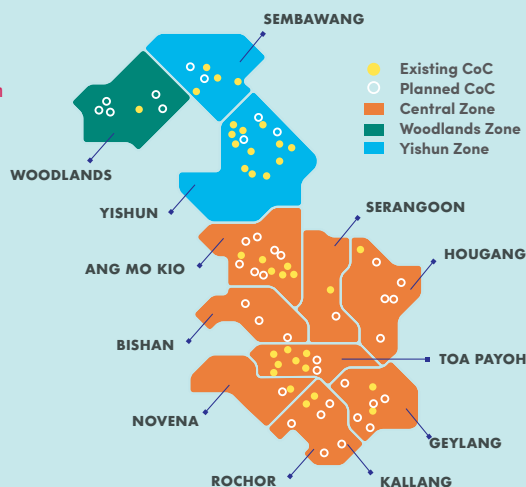 SEMBAWANG
Existing CoC
Planned CoC
Central Zone
Woodlands Zone
Yishun Zone
WOODLANDS
YISHUN
SERANGOON
HOUGANG
ANG MO KIO
BISHAN
TOA PAYOH
NOVENA
GEYLANG
ROCHOR
KALLANG